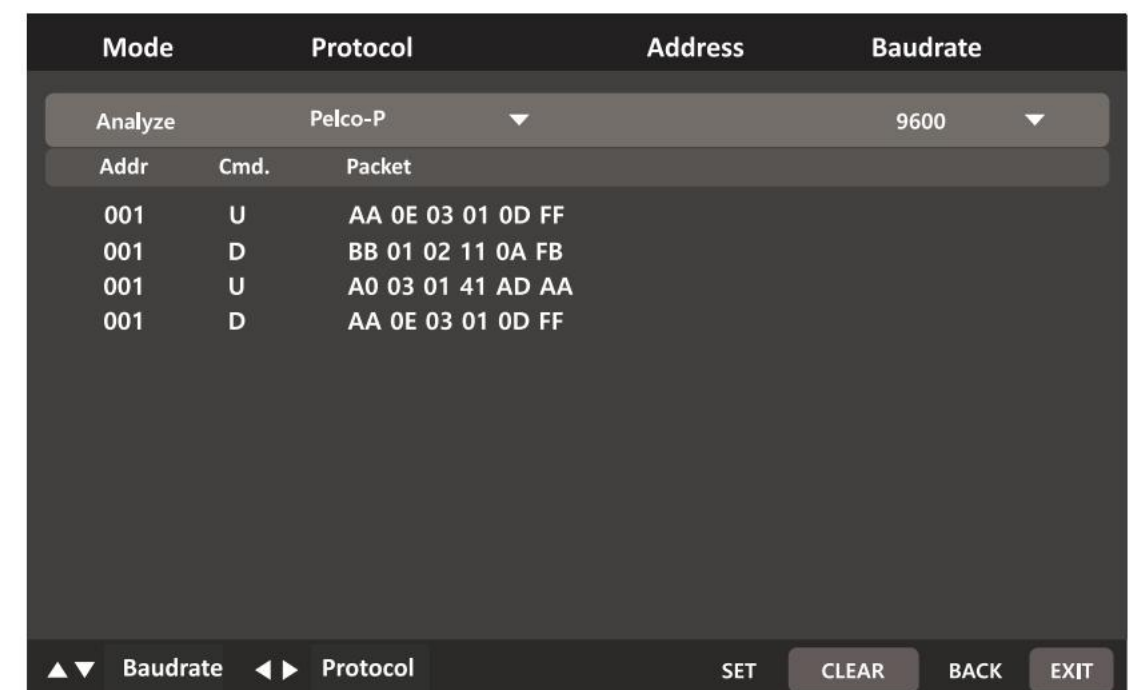 Mode Protocol Address Baudrate
Analyze Pelco-P 9600
Addr Cmd. Packet
001 U AA 0E 03 01 0D FF
001 D BB 01 02 11 0A FB
001 U A0 03 01 41 AD AA
001 D AA 0E 03 01 0D FF
▲▼ Baudrate ◀▶ Protocol SET CLEAR BACK EXIT